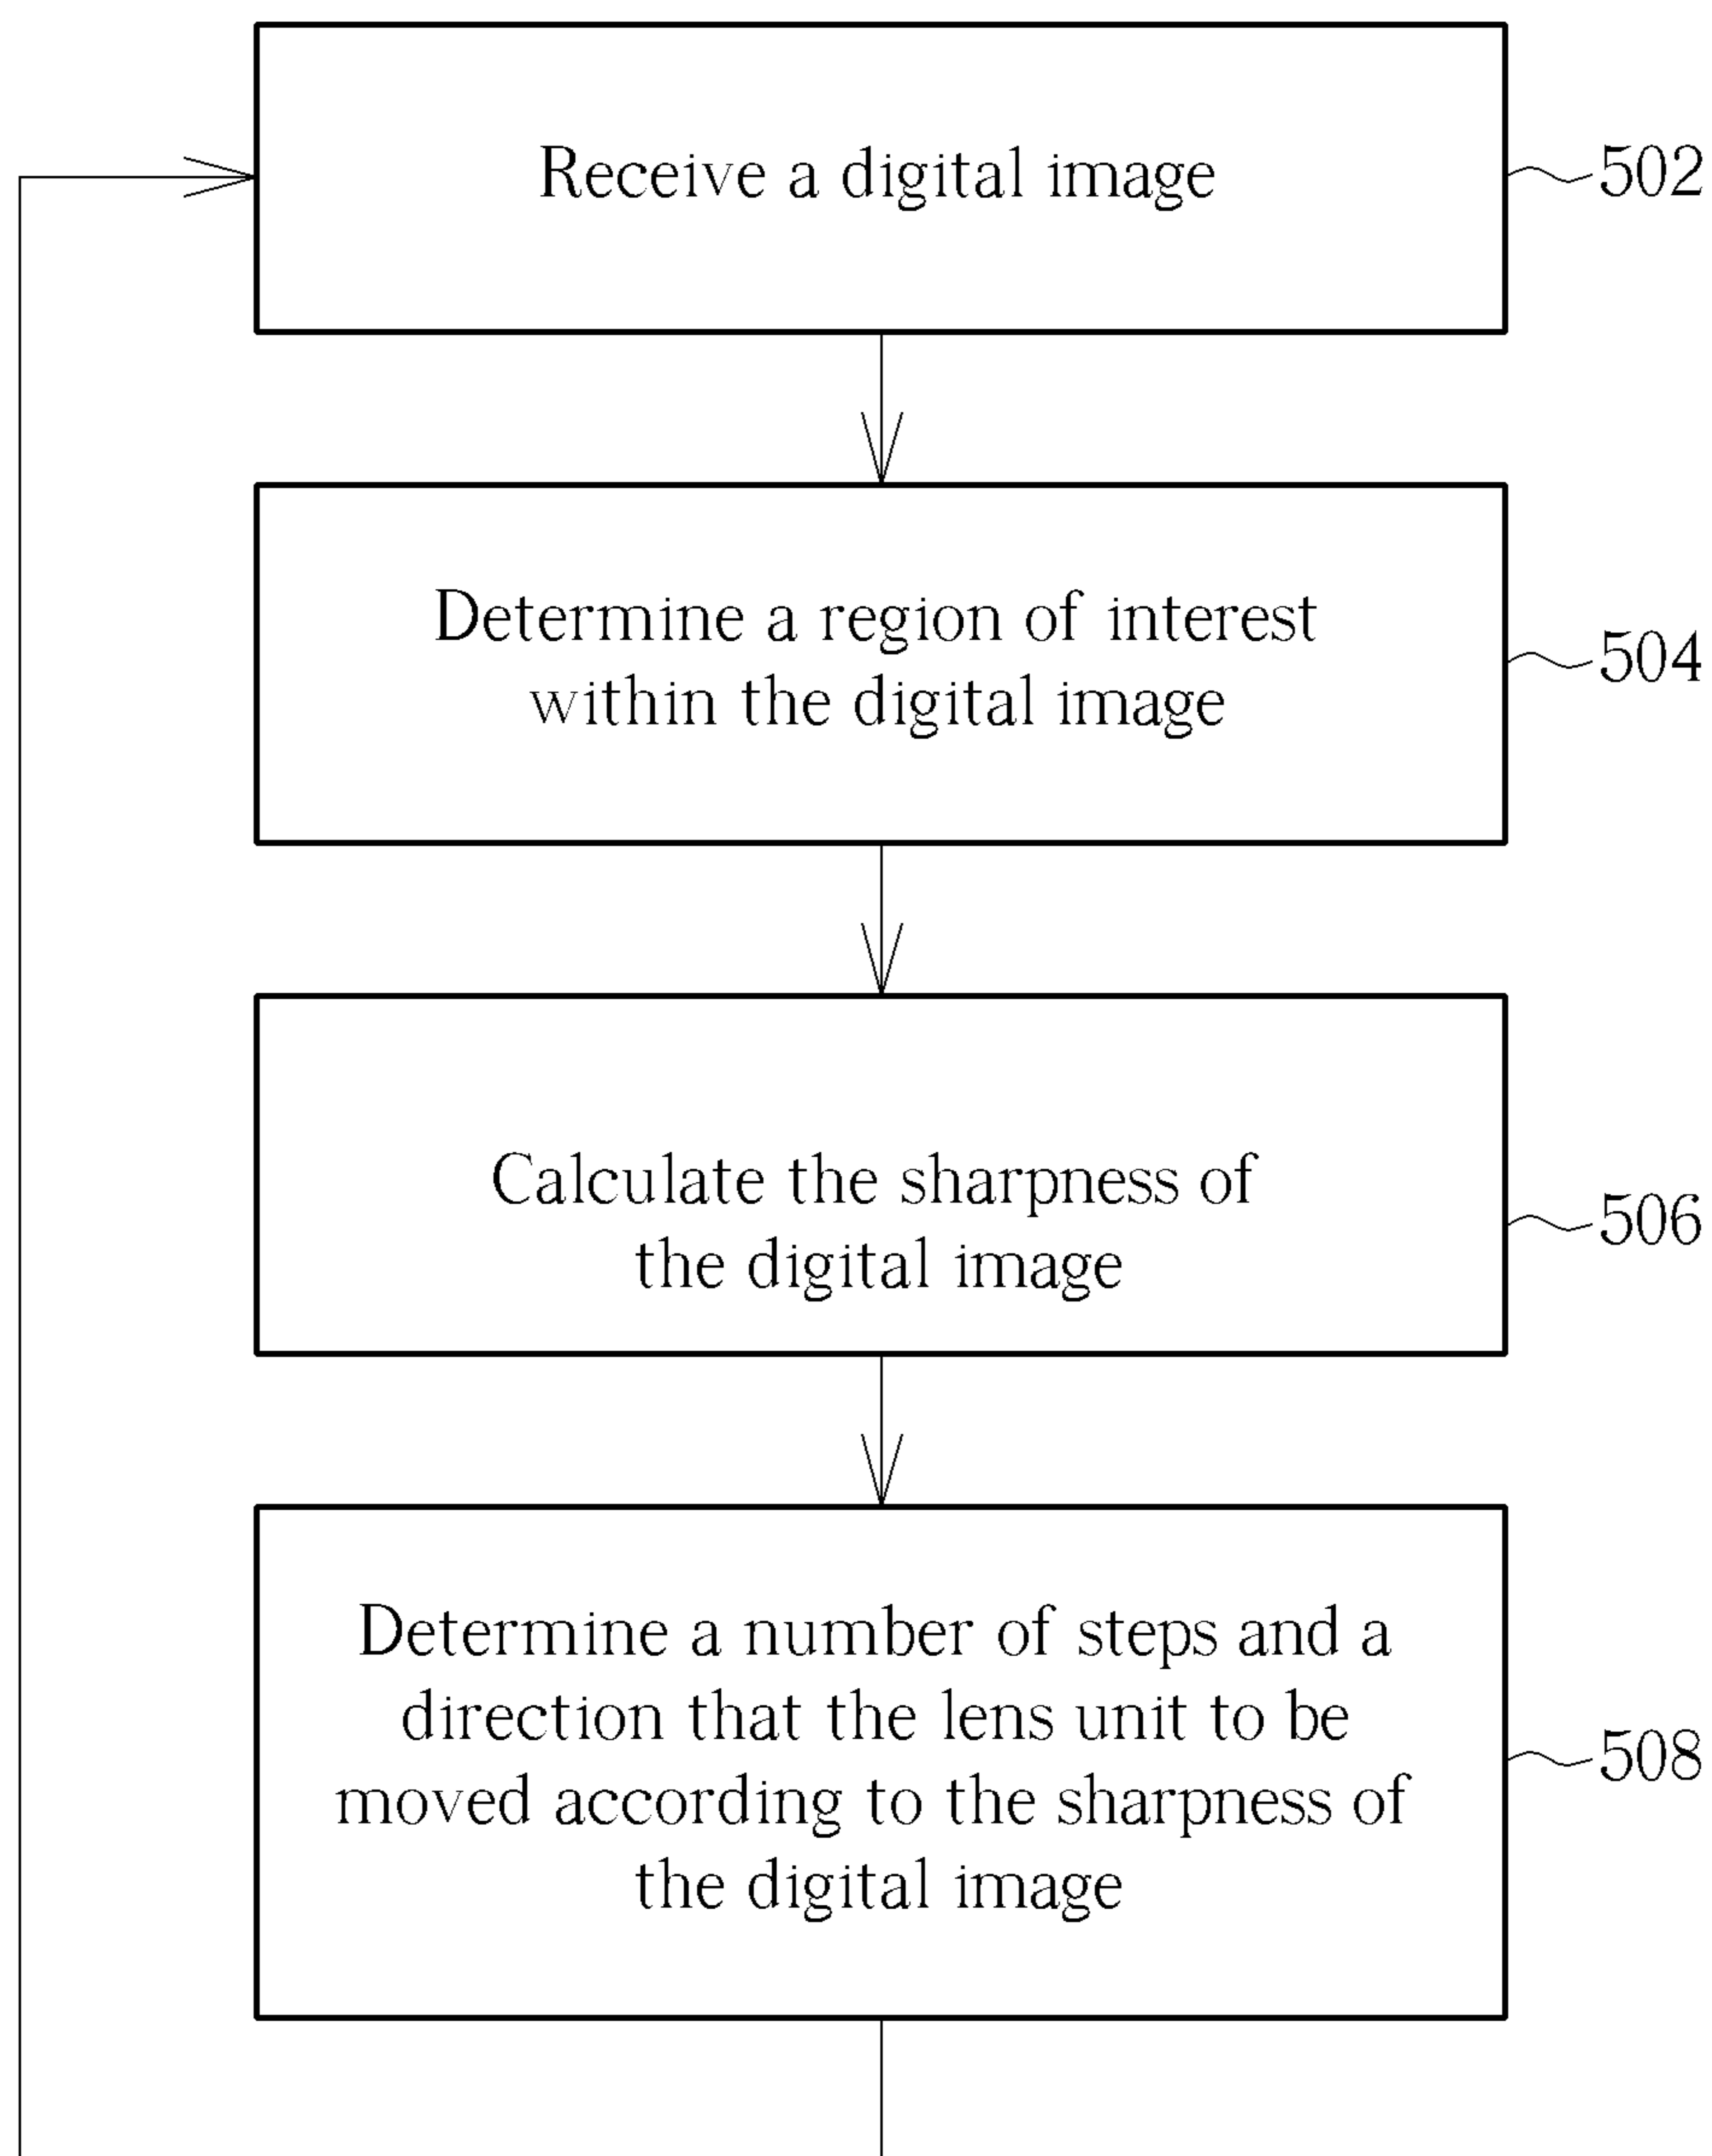 Receive a digital image
502
Determine a region of interest
within the digital image
504
Calculate the sharpness of
the digital image
506
Determine a number of steps and a
direction that the lens unit to be
moved according to the sharpness of
the digital image
508